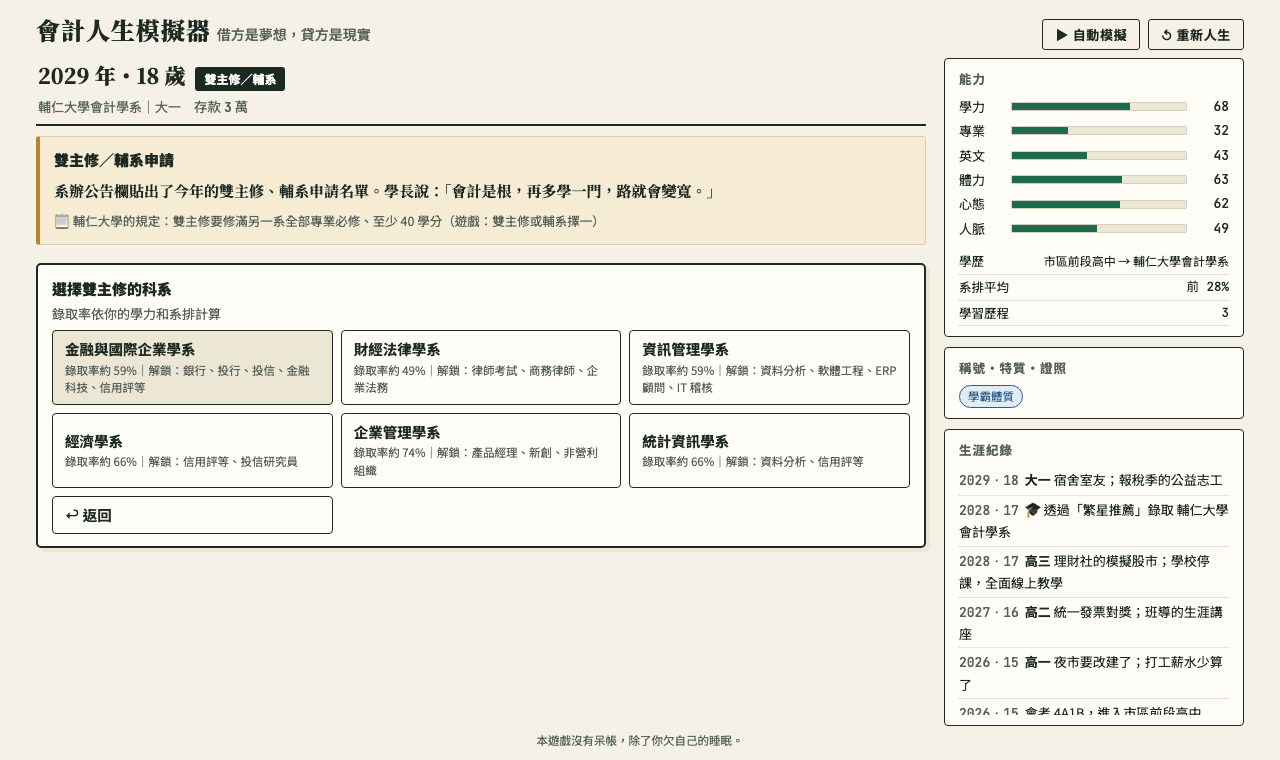 會計人生模擬器 借方是夢想，貸方是現實
▶ 自動模擬
↺ 重新人生
2029 年・18 歲 雙主修／輔系
輔仁大學會計學系｜大一 存款 3 萬
雙主修／輔系申請
系辦公告欄貼出了今年的雙主修、輔系申請名單。學長說：「會計是根，再多學一門，路就會變寬。」
📋 輔仁大學的規定：雙主修要修滿另一系全部專業必修、至少 40 學分（遊戲：雙主修或輔系擇一）
選擇雙主修的科系
錄取率依你的學力和系排計算
金融與國際企業學系
錄取率約 59%｜解鎖：銀行、投行、投信、金融
科技、信用評等
財經法律學系
錄取率約 49%｜解鎖：律師考試、商務律師、企
業法務
資訊管理學系
錄取率約 59%｜解鎖：資料分析、軟體工程、ERP
顧問、IT 稽核
經濟學系
錄取率約 66%｜解鎖：信用評等、投信研究員
企業管理學系
錄取率約 74%｜解鎖：產品經理、新創、非營利
組織
統計資訊學系
錄取率約 66%｜解鎖：資料分析、信用評等
↩ 返回
能力
學力 68
專業 32
英文 43
體力 63
心態 62
人脈 49
學歷 市區前段高中 → 輔仁大學會計學系
系排平均 前 28%
學習歷程 3
稱號・特質・證照
學霸體質
生涯紀錄
2029・18 大一 宿舍室友；報稅季的公益志工
2028・17 🎓 透過「繁星推薦」錄取 輔仁大學
會計學系
2028・17 高三 理財社的模擬股市；學校停
課，全面線上教學
2027・16 高二 統一發票對獎；班導的生涯講
座
2026・15 高一 夜市要改建了；打工薪水少算
了
2026・15 會考 4A1B，進入市區前段高中
本遊戲沒有呆帳，除了你欠自己的睡眠。